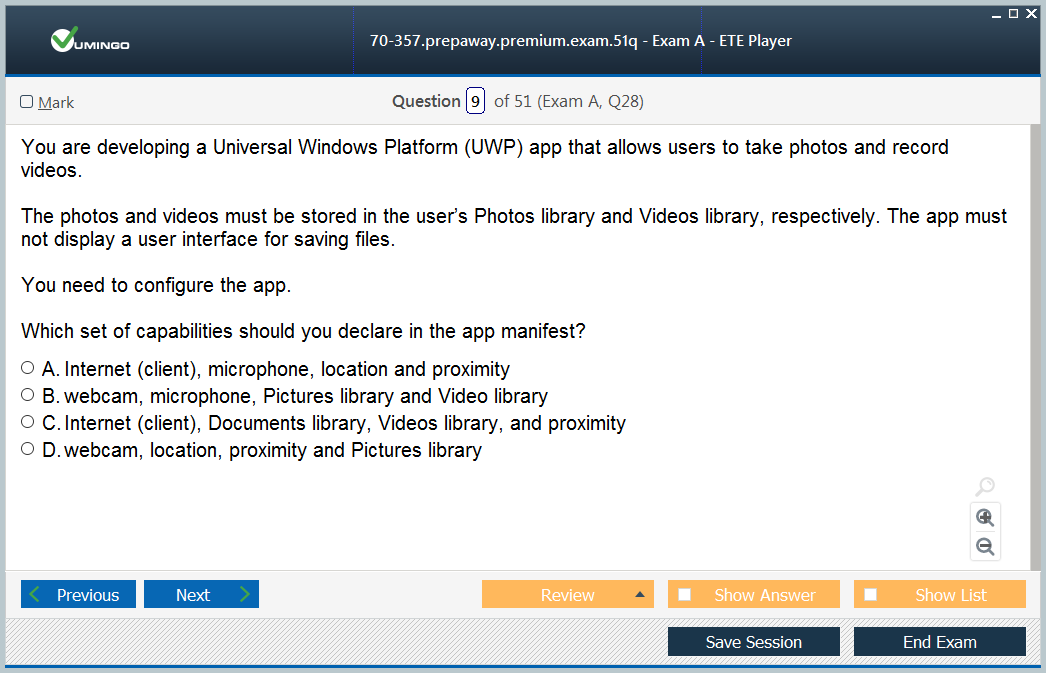 VUMINGO
70-357.prepaway.premium.exam.51q - Exam A - ETE Player
Mark
Question 9 of 51 (Exam A, Q28)
You are developing a Universal Windows Platform (UWP) app that allows users to take photos and record
videos.
The photos and videos must be stored in the user’s Photos library and Videos library, respectively. The app must
not display a user interface for saving files.
You need to configure the app.
Which set of capabilities should you declare in the app manifest?
A. Internet (client), microphone, location and proximity
B. webcam, microphone, Pictures library and Video library
C. Internet (client), Documents library, Videos library, and proximity
D. webcam, location, proximity and Pictures library
Previous
Next
Review
Show Answer
Show List
Save Session
End Exam